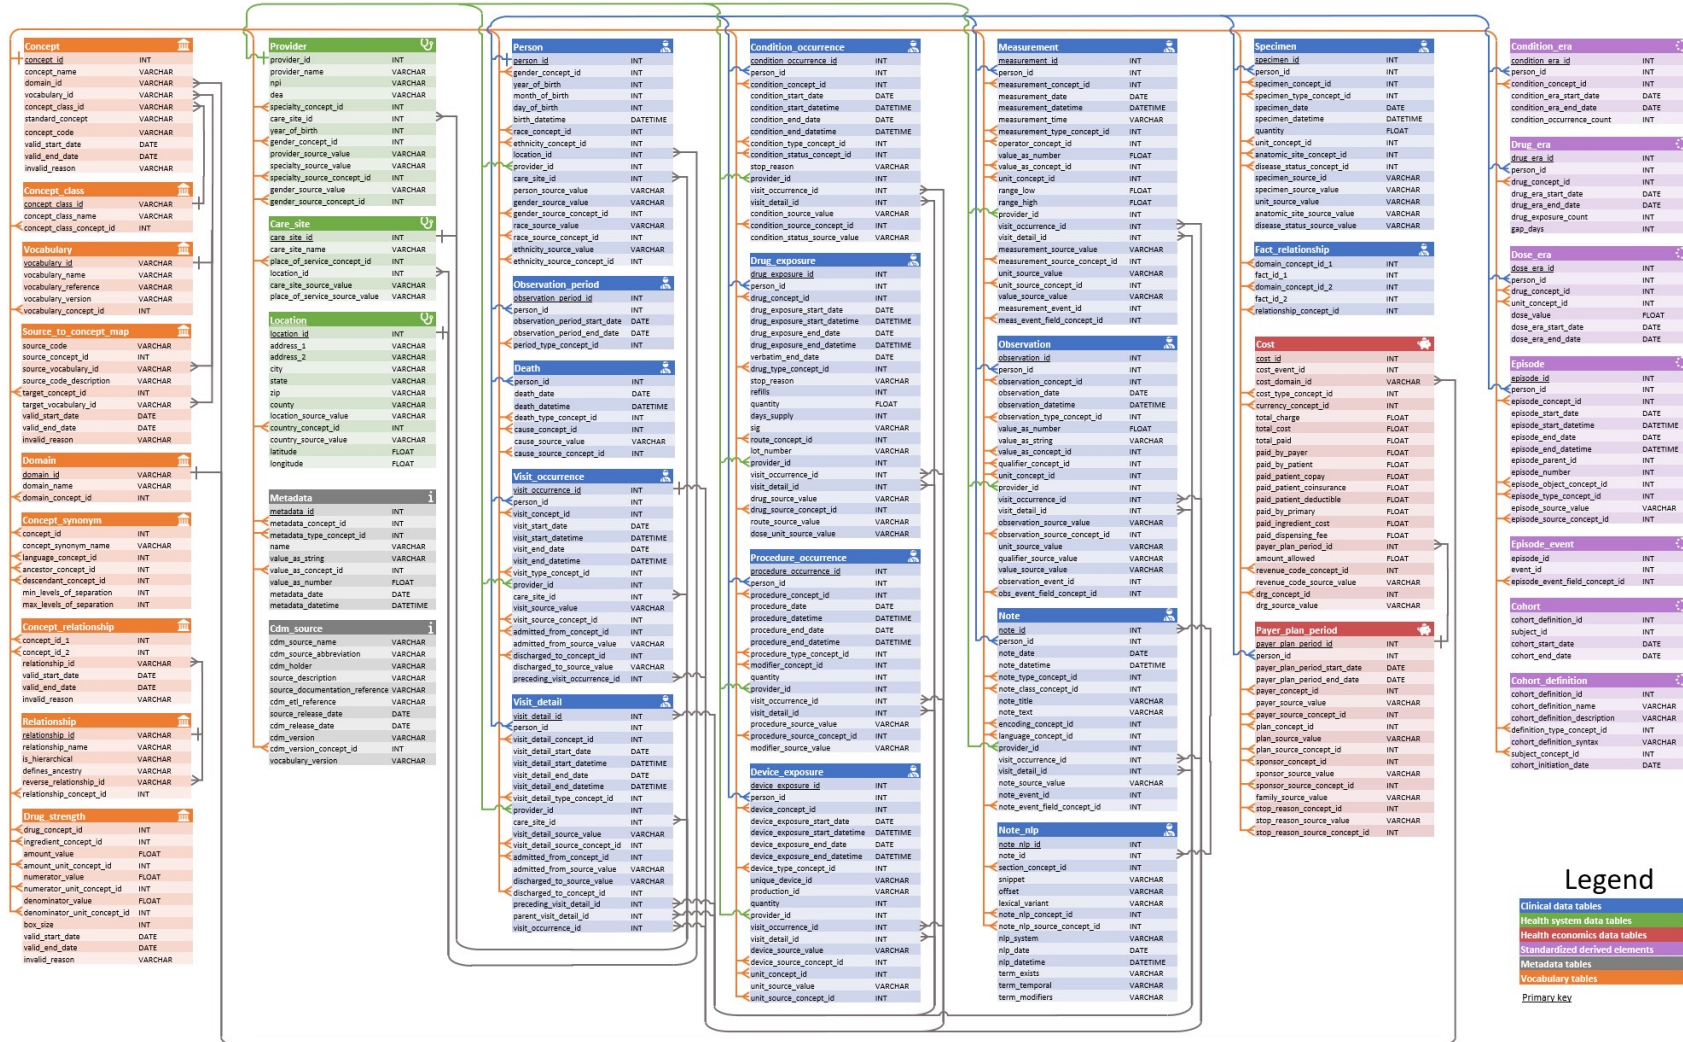 Concept
concept_id INT
concept_name VARCHAR
domain_id VARCHAR
vocabulary_id VARCHAR
concept_class_id VARCHAR
standard_concept VARCHAR
concept_code VARCHAR
valid_start_date DATE
valid_end_date DATE
invalid_reason VARCHAR
Concept_class
concept_class_id VARCHAR
concept_class_name VARCHAR
concept_class_concept_id INT
Vocabulary
vocabulary_id VARCHAR
vocabulary_name VARCHAR
vocabulary_reference VARCHAR
vocabulary_version VARCHAR
vocabulary_concept_id INT
Source_to_concept_map
source_code VARCHAR
source_concept_id INT
source_vocabulary_id VARCHAR
source_code_description VARCHAR
target_concept_id INT
target_vocabulary_id VARCHAR
valid_start_date DATE
valid_end_date DATE
invalid_reason VARCHAR
Domain
domain_id VARCHAR
domain_name VARCHAR
domain_concept_id INT
Concept_synonym
concept_id INT
concept_synonym_name VARCHAR
language_concept_id INT
ancestor_concept_id INT
descendant_concept_id INT
min_levels_of_separation INT
max_levels_of_separation INT
Concept_relationship
concept_id_1 INT
concept_id_2 INT
relationship_id VARCHAR
valid_start_date DATE
valid_end_date DATE
invalid_reason VARCHAR
Relationship
relationship_id VARCHAR
relationship_name VARCHAR
is_hierarchical VARCHAR
defines_ancestry VARCHAR
reverse_relationship_id VARCHAR
relationship_concept_id INT
Drug_strength
drug_concept_id INT
ingredient_concept_id INT
amount_value FLOAT
amount_unit_concept_id INT
numerator_value FLOAT
numerator_unit_concept_id INT
denominator_value FLOAT
denominator_unit_concept_id INT
box_size INT
valid_start_date DATE
valid_end_date DATE
invalid_reason VARCHAR
Provider
provider_id INT
provider_name VARCHAR
npi VARCHAR
dea VARCHAR
specialty_concept_id INT
care_site_id INT
year_of_birth INT
gender_concept_id INT
provider_source_value VARCHAR
specialty_source_value VARCHAR
specialty_source_concept_id INT
gender_source_value VARCHAR
gender_source_concept_id INT
Care_site
care_site_id INT
care_site_name VARCHAR
place_of_service_concept_id INT
location_id INT
care_site_source_value VARCHAR
place_of_service_source_value VARCHAR
Location
location_id INT
address_1 VARCHAR
address_2 VARCHAR
city VARCHAR
state VARCHAR
zip VARCHAR
county VARCHAR
location_source_value VARCHAR
country_concept_id INT
country_source_value VARCHAR
latitude FLOAT
longitude FLOAT
Metadata
metadata_id INT
metadata_concept_id INT
metadata_type_concept_id INT
name VARCHAR
value_as_string VARCHAR
value_as_concept_id INT
value_as_number FLOAT
metadata_date DATE
metadata_datetime DATETIME
Cdm_source
cdm_source_name VARCHAR
cdm_source_abbreviation VARCHAR
cdm_holder VARCHAR
source_description VARCHAR
source_documentation_reference VARCHAR
cdm_etl_reference VARCHAR
source_release_date DATE
cdm_release_date DATE
cdm_version VARCHAR
cdm_version_concept_id INT
vocabulary_version VARCHAR
Person
person_id INT
gender_concept_id INT
year_of_birth INT
month_of_birth INT
day_of_birth INT
birth_datetime DATETIME
race_concept_id INT
ethnicity_concept_id INT
location_id INT
provider_id INT
care_site_id INT
person_source_value VARCHAR
gender_source_value VARCHAR
gender_source_concept_id INT
race_source_value VARCHAR
race_source_concept_id INT
ethnicity_source_value VARCHAR
ethnicity_source_concept_id INT
Observation_period
observation_period_id INT
person_id INT
observation_period_start_date DATE
observation_period_end_date DATE
period_type_concept_id INT
Death
person_id INT
death_date DATE
death_datetime DATETIME
death_type_concept_id INT
cause_concept_id INT
cause_source_value VARCHAR
cause_source_concept_id INT
Visit_occurrence
visit_occurrence_id INT
person_id INT
visit_concept_id INT
visit_start_date DATE
visit_start_datetime DATETIME
visit_end_date DATE
visit_end_datetime DATETIME
visit_type_concept_id INT
provider_id INT
care_site_id INT
visit_source_value VARCHAR
visit_source_concept_id INT
admitted_from_concept_id INT
admitted_from_source_value VARCHAR
discharged_to_concept_id INT
discharged_to_source_value VARCHAR
preceding_visit_occurrence_id INT
Visit_detail
visit_detail_id INT
person_id INT
visit_detail_concept_id INT
visit_detail_start_date DATE
visit_detail_start_datetime DATETIME
visit_detail_end_date DATE
visit_detail_end_datetime DATETIME
visit_detail_type_concept_id INT
provider_id INT
care_site_id INT
visit_detail_source_value VARCHAR
visit_detail_source_concept_id INT
admitted_from_concept_id INT
admitted_from_source_value VARCHAR
discharged_to_source_value VARCHAR
discharged_to_concept_id INT
preceding_visit_detail_id INT
parent_visit_detail_id INT
visit_occurrence_id INT
Condition_occurrence
condition_occurrence_id INT
person_id INT
condition_concept_id INT
condition_start_date DATE
condition_start_datetime DATETIME
condition_end_date DATE
condition_end_datetime DATETIME
condition_type_concept_id INT
condition_status_concept_id INT
stop_reason VARCHAR
provider_id INT
visit_occurrence_id INT
visit_detail_id INT
condition_source_value VARCHAR
condition_source_concept_id INT
condition_status_source_value VARCHAR
Drug_exposure
drug_exposure_id INT
person_id INT
drug_concept_id INT
drug_exposure_start_date DATE
drug_exposure_start_datetime DATETIME
drug_exposure_end_date DATE
drug_exposure_end_datetime DATETIME
verbatim_end_date DATE
drug_type_concept_id INT
stop_reason VARCHAR
refills INT
quantity FLOAT
days_supply INT
sig VARCHAR
route_concept_id INT
lot_number VARCHAR
provider_id INT
visit_occurrence_id INT
visit_detail_id INT
drug_source_value VARCHAR
drug_source_concept_id INT
route_source_value VARCHAR
dose_unit_source_value VARCHAR
Procedure_occurrence
procedure_occurrence_id INT
person_id INT
procedure_concept_id INT
procedure_date DATE
procedure_datetime DATETIME
procedure_end_date DATE
procedure_end_datetime DATETIME
procedure_type_concept_id INT
modifier_concept_id INT
quantity INT
provider_id INT
visit_occurrence_id INT
visit_detail_id INT
procedure_source_value VARCHAR
procedure_source_concept_id INT
modifier_source_value VARCHAR
Device_exposure
device_exposure_id INT
person_id INT
device_concept_id INT
device_exposure_start_date DATE
device_exposure_start_datetime DATETIME
device_exposure_end_date DATE
device_exposure_end_datetime DATETIME
device_type_concept_id INT
unique_device_id VARCHAR
production_id VARCHAR
quantity INT
provider_id INT
visit_occurrence_id INT
visit_detail_id INT
device_source_value VARCHAR
device_source_concept_id INT
unit_concept_id INT
unit_source_value VARCHAR
unit_source_concept_id INT
Measurement
measurement_id INT
person_id INT
measurement_concept_id INT
measurement_date DATE
measurement_datetime DATETIME
measurement_time VARCHAR
measurement_type_concept_id INT
operator_concept_id INT
value_as_number FLOAT
value_as_concept_id INT
unit_concept_id INT
range_low FLOAT
range_high FLOAT
provider_id INT
visit_occurrence_id INT
visit_detail_id INT
measurement_source_value VARCHAR
measurement_source_concept_id INT
unit_source_value VARCHAR
unit_source_concept_id INT
value_source_value VARCHAR
measurement_event_id INT
meas_event_field_concept_id INT
Observation
observation_id INT
person_id INT
observation_concept_id INT
observation_date DATE
observation_datetime DATETIME
observation_type_concept_id INT
value_as_number FLOAT
value_as_string VARCHAR
value_as_concept_id INT
qualifier_concept_id INT
unit_concept_id INT
provider_id INT
visit_occurrence_id INT
visit_detail_id INT
observation_source_value VARCHAR
observation_source_concept_id INT
unit_source_value VARCHAR
qualifier_source_value VARCHAR
value_source_value VARCHAR
observation_event_id INT
obs_event_field_concept_id INT
Note
note_id INT
person_id INT
note_date DATE
note_datetime DATETIME
note_type_concept_id INT
note_class_concept_id INT
note_title VARCHAR
note_text VARCHAR
encoding_concept_id INT
language_concept_id INT
provider_id INT
visit_occurrence_id INT
visit_detail_id INT
note_source_value VARCHAR
note_event_id INT
note_event_field_concept_id INT
Note_nlp
note_nlp_id INT
note_id INT
section_concept_id INT
snippet VARCHAR
offset VARCHAR
lexical_variant VARCHAR
note_nlp_concept_id INT
note_nlp_source_concept_id INT
nlp_system VARCHAR
nlp_date DATE
nlp_datetime DATETIME
term_exists VARCHAR
term_temporal VARCHAR
term_modifiers VARCHAR
Specimen
specimen_id INT
person_id INT
specimen_concept_id INT
specimen_type_concept_id INT
specimen_date DATE
specimen_datetime DATETIME
quantity FLOAT
unit_concept_id INT
anatomic_site_concept_id INT
disease_status_concept_id INT
specimen_source_id VARCHAR
specimen_source_value VARCHAR
unit_source_value VARCHAR
anatomic_site_source_value VARCHAR
disease_status_source_value VARCHAR
Fact_relationship
domain_concept_id_1 INT
fact_id_1 INT
domain_concept_id_2 INT
fact_id_2 INT
relationship_concept_id INT
Cost
cost_id INT
cost_event_id INT
cost_domain_id VARCHAR
cost_type_concept_id INT
currency_concept_id INT
total_charge FLOAT
total_cost FLOAT
total_paid FLOAT
paid_by_payer FLOAT
paid_by_patient FLOAT
paid_patient_copay FLOAT
paid_patient_coinsurance FLOAT
paid_patient_deductible FLOAT
paid_by_primary FLOAT
paid_ingredient_cost FLOAT
paid_dispensing_fee FLOAT
payer_plan_period_id INT
amount_allowed FLOAT
revenue_code_concept_id INT
revenue_code_source_value VARCHAR
drg_concept_id INT
drg_source_value VARCHAR
Payer_plan_period
payer_plan_period_id INT
person_id INT
payer_plan_period_start_date DATE
payer_plan_period_end_date DATE
payer_concept_id INT
payer_source_value VARCHAR
payer_source_concept_id INT
plan_concept_id INT
plan_source_value VARCHAR
plan_source_concept_id INT
sponsor_concept_id INT
sponsor_source_value VARCHAR
sponsor_source_concept_id INT
family_source_value VARCHAR
stop_reason_concept_id INT
stop_reason_source_value VARCHAR
stop_reason_source_concept_id INT
Condition_era
condition_era_id INT
person_id INT
condition_concept_id INT
condition_era_start_date DATE
condition_era_end_date DATE
condition_occurrence_count INT
Drug_era
drug_era_id INT
person_id INT
drug_concept_id INT
drug_era_start_date DATE
drug_era_end_date DATE
drug_exposure_count INT
gap_days INT
Dose_era
dose_era_id INT
person_id INT
drug_concept_id INT
unit_concept_id INT
dose_value FLOAT
dose_era_start_date DATE
dose_era_end_date DATE
Episode
episode_id INT
person_id INT
episode_concept_id INT
episode_start_date DATE
episode_start_datetime DATETIME
episode_end_date DATE
episode_end_datetime DATETIME
episode_parent_id INT
episode_number INT
episode_object_concept_id INT
episode_type_concept_id INT
episode_source_value VARCHAR
episode_source_concept_id INT
Episode_event
episode_id INT
event_id INT
episode_event_field_concept_id INT
Cohort
cohort_definition_id INT
subject_id INT
cohort_start_date DATE
cohort_end_date DATE
Cohort_definition
cohort_definition_id INT
cohort_definition_name VARCHAR
cohort_definition_description VARCHAR
definition_type_concept_id INT
cohort_definition_syntax VARCHAR
subject_concept_id INT
cohort_initiation_date DATE
Legend
Clinical data tables
Health system data tables
Health economics data tables
Standardized derived elements
Metadata tables
Vocabulary tables
Primary key